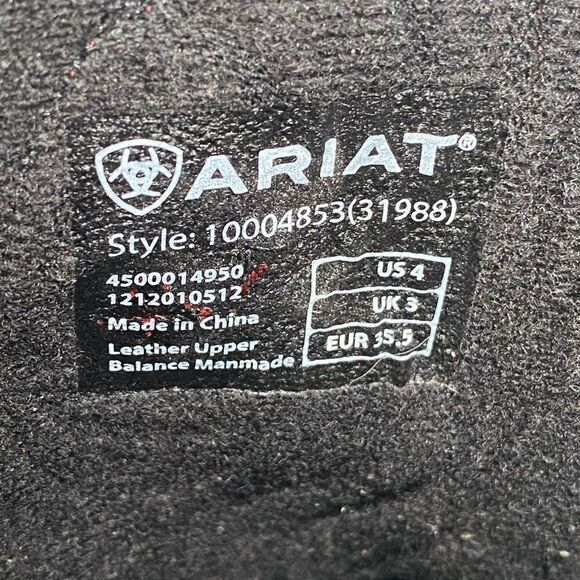 ARIAT®
Style: 10004853(31988)
4500014950
1212010512
Made in China
Leather Upper
Balance Manmade
US 4
UK 3
EUR 35.5